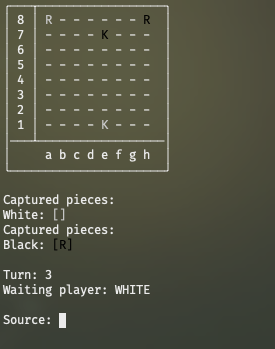 8 R - - - - - - R
7 - - - - K - - -
6 - - - - - - - -
5 - - - - - - - -
4 - - - - - - - -
3 - - - - - - - -
2 - - - - - - - -
1 - - - - K - - -
a b c d e f g h
Captured pieces:
White: []
Captured pieces:
Black: [R]
Turn: 3
Waiting player: WHITE
Source: